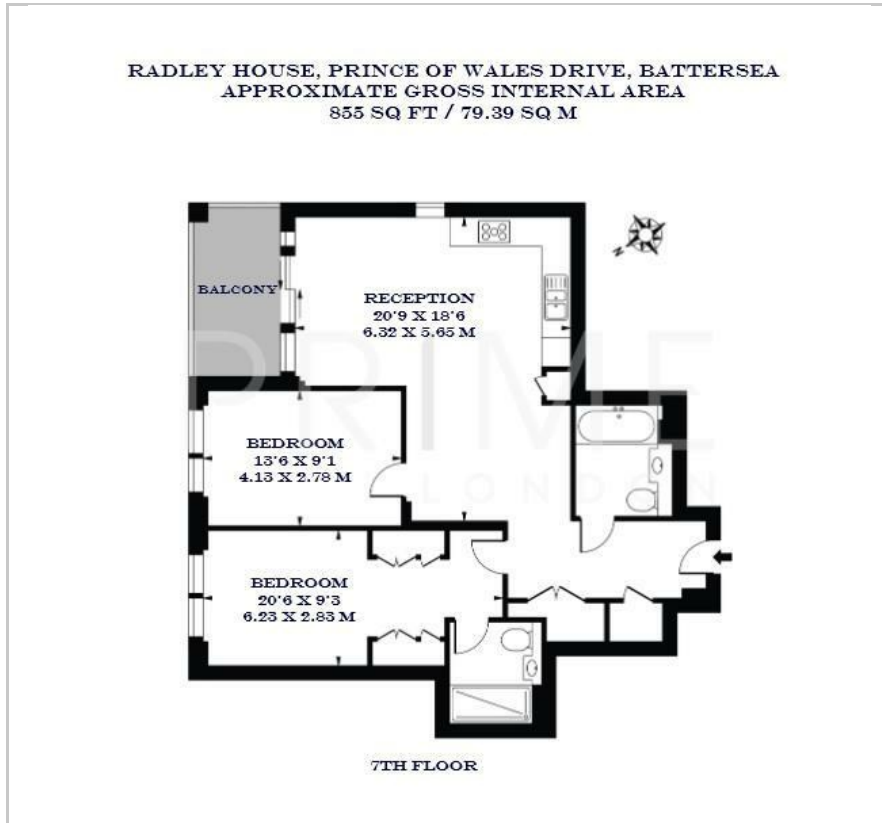 RADLEY HOUSE, PRINCE OF WALES DRIVE, BATTERSEA
APPROXIMATE GROSS INTERNAL AREA
855 SQ FT / 79.39 SQ M
N
BALCONY
RECEPTION
20'9 X 18'6
6.32 X 5.65 M
PRIME
LONDON
BEDROOM
13'6 X 9'1
4.13 X 2.78 M
BEDROOM
20'6 X 9'3
6.23 X 2.83 M
7TH FLOOR